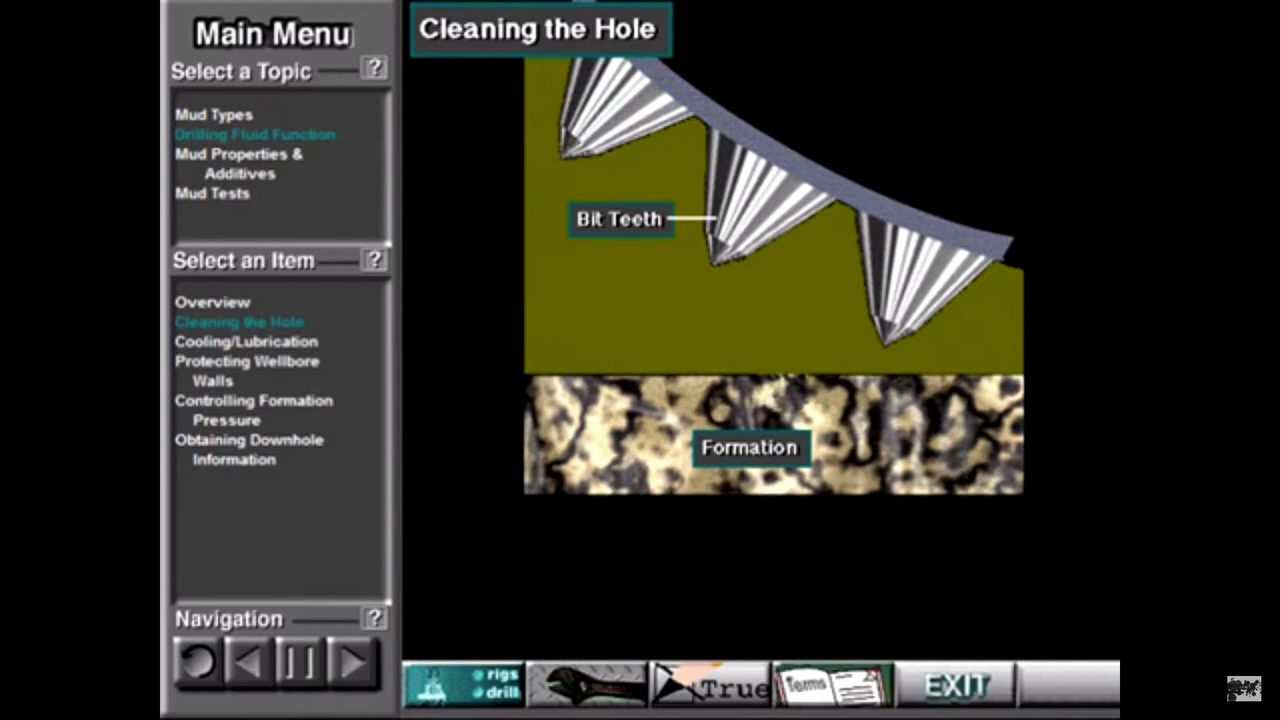 Main Menu
Select a Topic
?
Mud Types
Drilling Fluid Function
Mud Properties &
Additives
Mud Tests
Select an Item
?
Overview
Cleaning the Hole
Cooling/Lubrication
Protecting Wellbore
Walls
Controlling Formation
Pressure
Obtaining Downhole
Information
Navigation
?
Cleaning the Hole
Bit Teeth
Formation
rigs
drill
True
Terms
EXIT